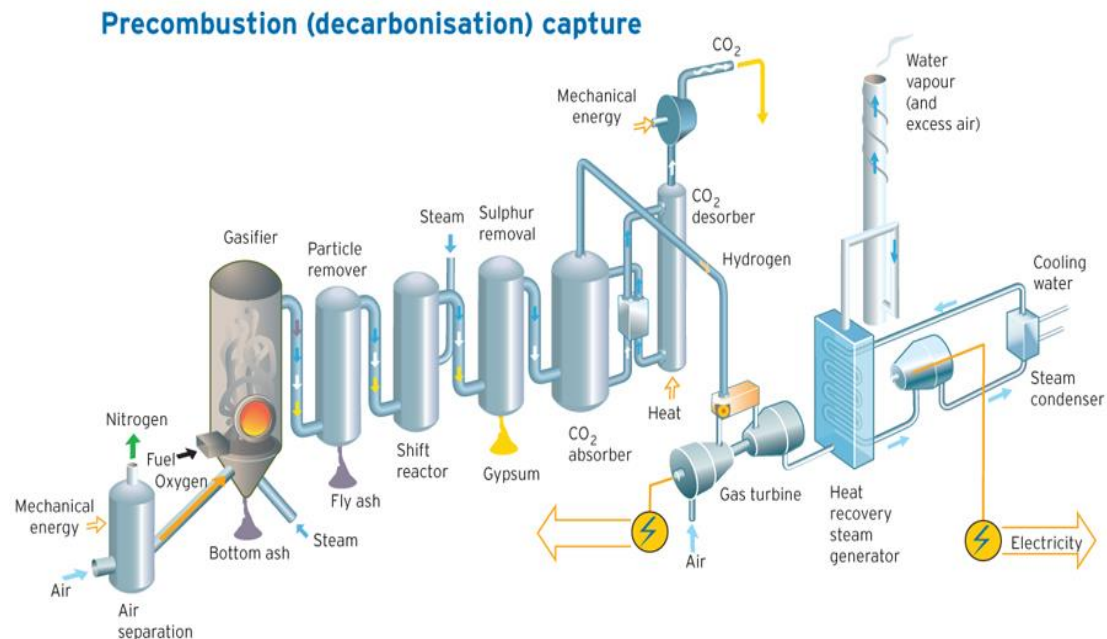 Precombustion (decarbonisation) capture
CO2
Water
vapour
(and
excess air)
Mechanical
energy
CO2
desorber
Steam
Sulphur
removal
Gasifier
Particle
remover
Hydrogen
Cooling
water
Nitrogen
Fuel
Oxygen
Shift
reactor
Heat
Steam
condenser
Gypsum
CO2
absorber
Mechanical
energy
Fly ash
Gas turbine
Heat
recovery
steam
generator
Bottom ash
Steam
Electricity
Air
Air
Air
separation